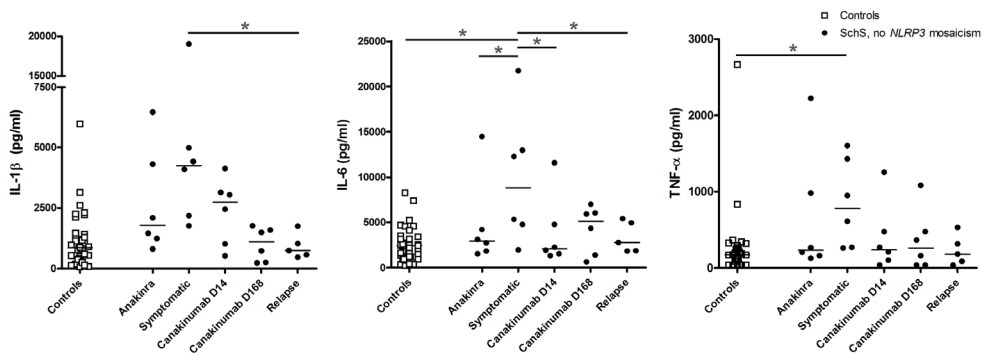 □ Controls
● SchS, no NLRP3 mosaicism
IL-1β (pg/ml)
20000
15000
7500
5000
2500
0
*
Controls
Anakinra
Symptomatic
Canakinumab D14
Canakinumab D168
Relapse
IL-6 (pg/ml)
25000
20000
15000
10000
5000
0
*
*
*
*
Controls
Anakinra
Symptomatic
Canakinumab D14
Canakinumab D168
Relapse
TNF-α (pg/ml)
3000
2000
1000
0
*
Controls
Anakinra
Symptomatic
Canakinumab D14
Canakinumab D168
Relapse